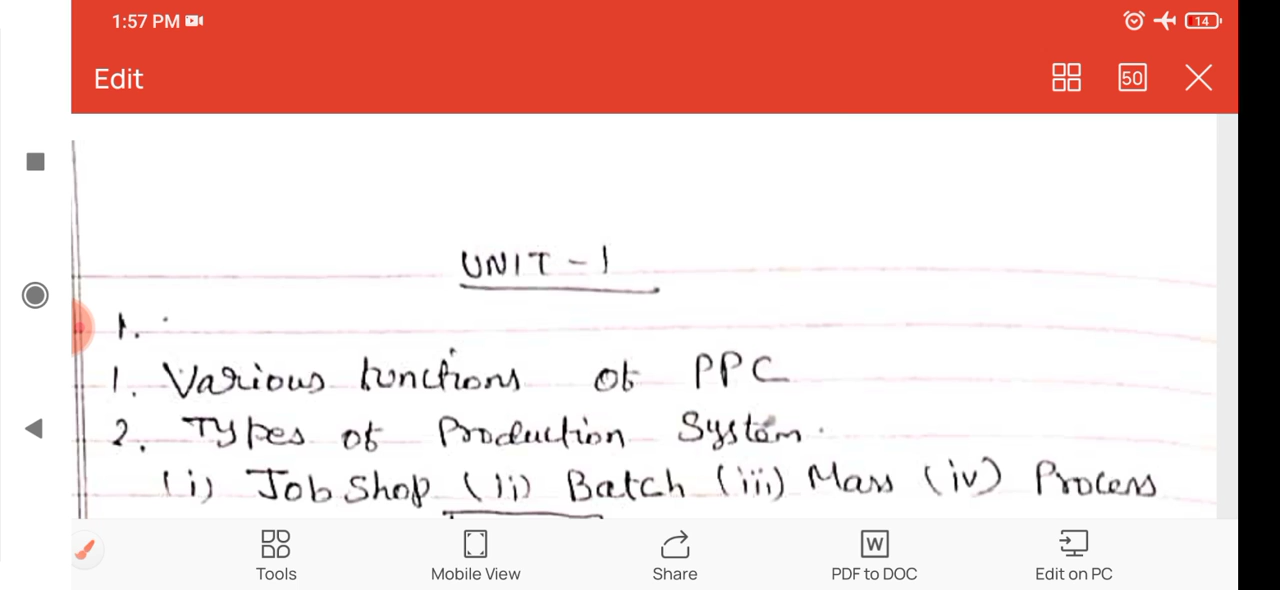 1:57 PM 14
Edit 50
UNIT - 1
1.
1. Various functions of PPC
2. Types of Production System.
(i) Job Shop (ii) Batch (iii) Mass (iv) Process
Tools Mobile View Share W PDF to DOC Edit on PC